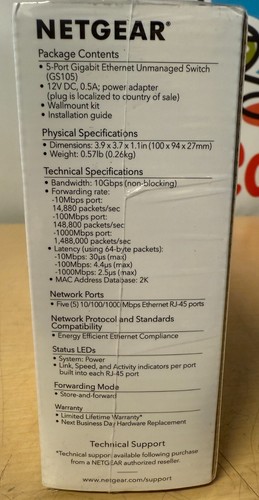 NETGEAR®
Package Contents
• 5-Port Gigabit Ethernet Unmanaged Switch
(GS105)
• 12V DC, 0.5A; power adapter
(plug is localized to country of sale)
• Wallmount kit
• Installation guide
Physical Specifications
• Dimensions: 3.9 x 3.7 x 1.1in (100 x 94 x 27mm)
• Weight: 0.57lb (0.26kg)
Technical Specifications
• Bandwidth: 10Gbps (non-blocking)
• Forwarding rate:
-10Mbps port:
14,880 packets/sec
-100Mbps port:
148,800 packets/sec
-1000Mbps port:
1,488,000 packets/sec
• Latency (using 64-byte packets):
-10Mbps: 30µs (max)
-100Mbps: 4.4µs (max)
-1000Mbps: 2.5µs (max)
• MAC Address Database: 2K
Network Ports
• Five (5) 10/100/1000 Mbps Ethernet RJ-45 ports
Network Protocol and Standards
Compatibility
• Energy Efficient Ethernet Compliance
Status LEDs
• System: Power
• Link, Speed, and Activity indicators per port
built into each RJ-45 port
Forwarding Mode
• Store-and-forward
Warranty
• Limited Lifetime Warranty*
• Next Business Day Hardware Replacement
Technical Support
*Technical support available following purchase
from a NETGEAR authorized reseller.
www.netgear.com/support